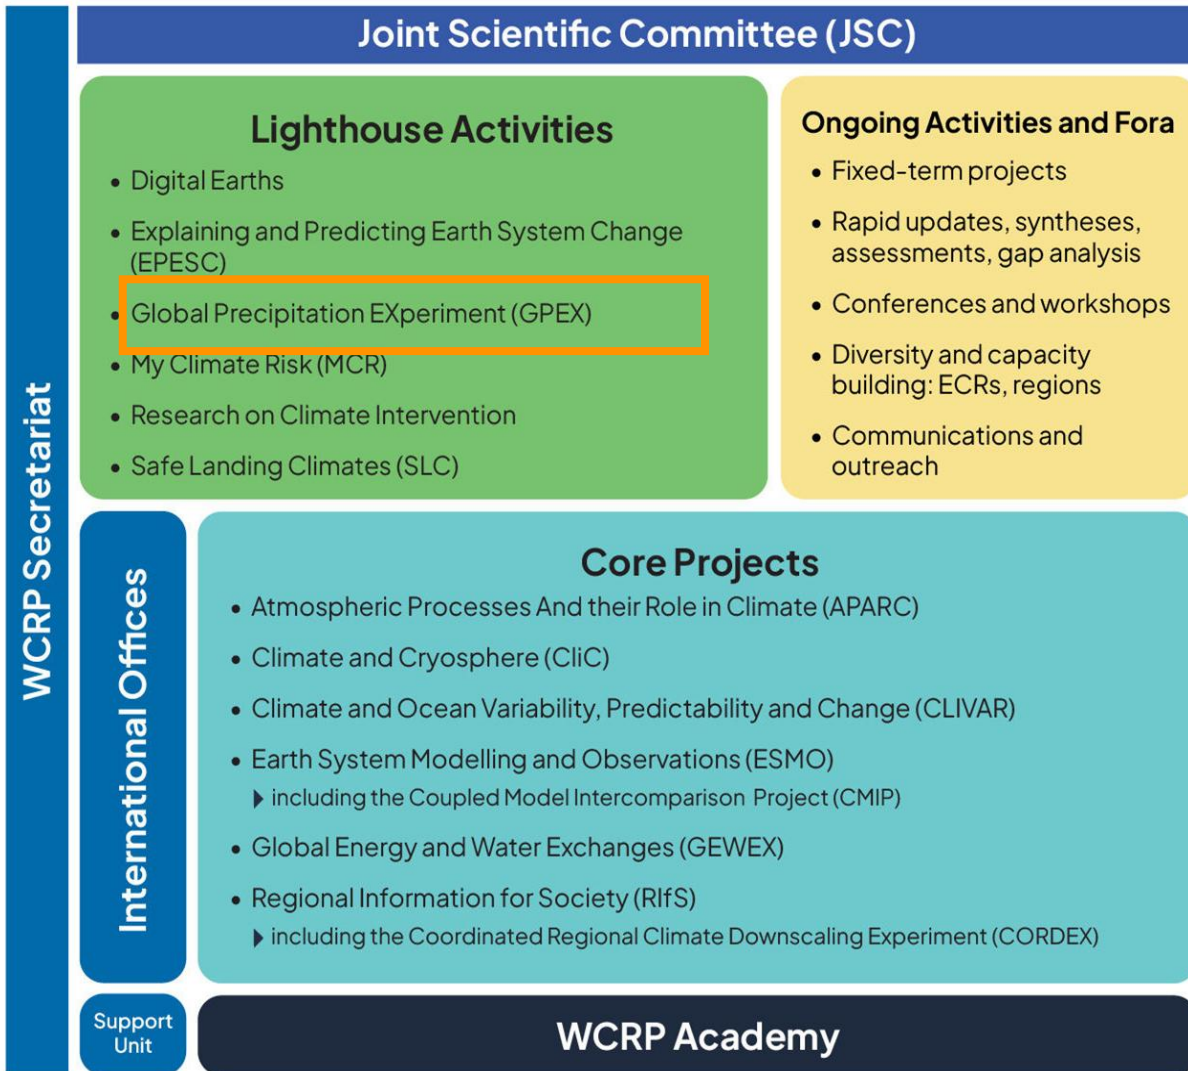 Joint Scientific Committee (JSC)
WCRP Secretariat
Lighthouse Activities
• Digital Earths
• Explaining and Predicting Earth System Change
(EPESC)
• Global Precipitation EXperiment (GPEX)
• My Climate Risk (MCR)
• Research on Climate Intervention
• Safe Landing Climates (SLC)
Ongoing Activities and Fora
• Fixed-term projects
• Rapid updates, syntheses,
assessments, gap analysis
• Conferences and workshops
• Diversity and capacity
building: ECRs, regions
• Communications and
outreach
International Offices
Core Projects
• Atmospheric Processes And their Role in Climate (APARC)
• Climate and Cryosphere (CliC)
• Climate and Ocean Variability, Predictability and Change (CLIVAR)
• Earth System Modelling and Observations (ESMO)
including the Coupled Model Intercomparison Project (CMIP)
• Global Energy and Water Exchanges (GEWEX)
• Regional Information for Society (RIfS)
including the Coordinated Regional Climate Downscaling Experiment (CORDEX)
Support
Unit
WCRP Academy